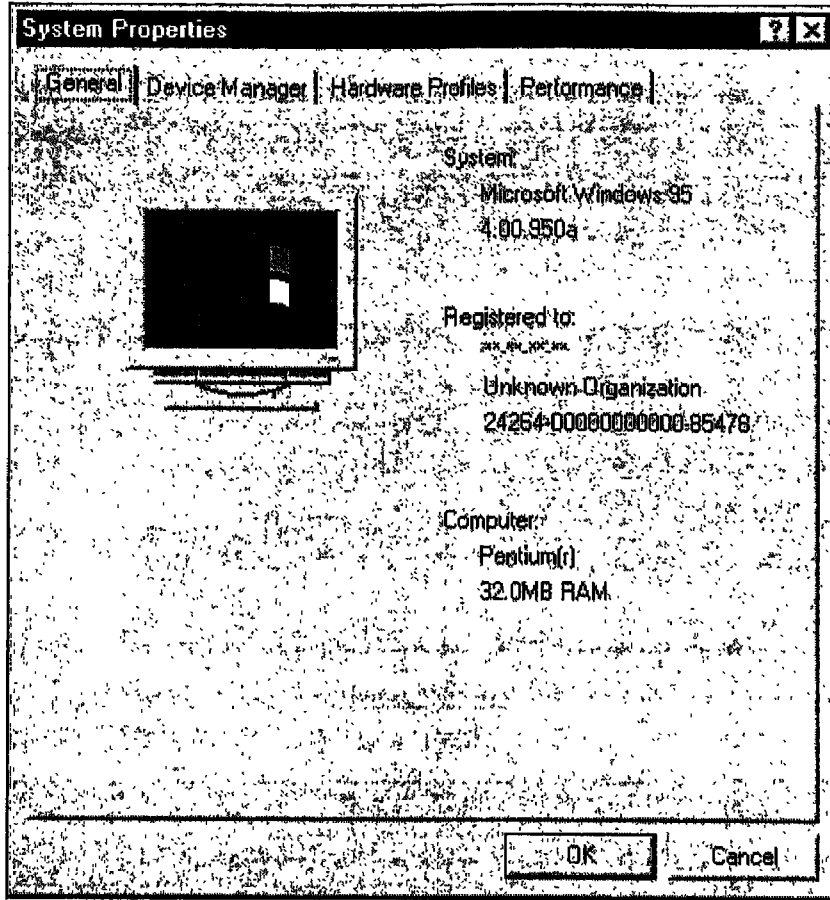 System Properties
General Device Manager Hardware Profiles Performance
System:
Microsoft Windows 95
4.00.950a
Registered to:
Unknown Organization
24264-00000000000-85478
Computer:
Pentium(r)
32.0MB RAM
OK Cancel